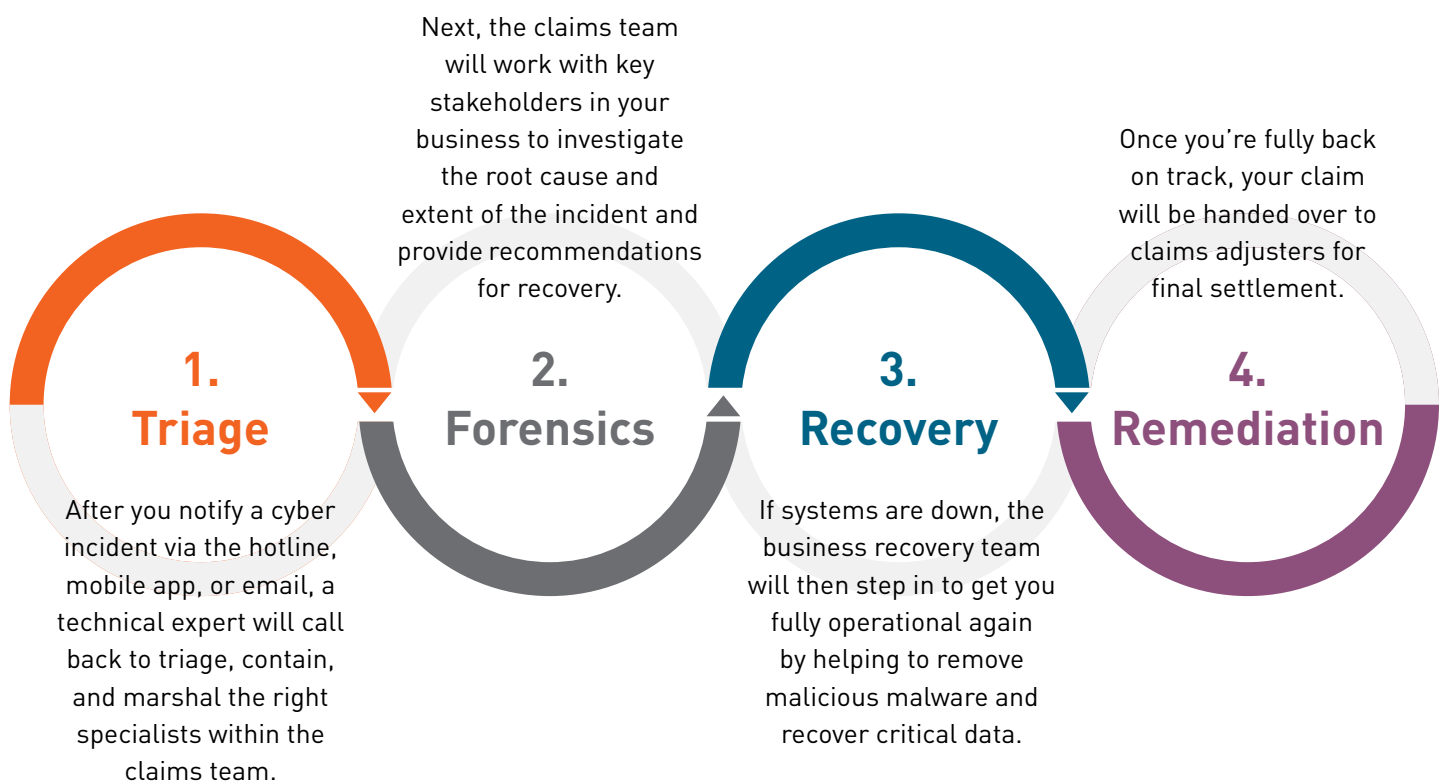 1.
Triage
After you notify a cyber
incident via the hotline,
mobile app, or email, a
technical expert will call
back to triage, contain,
and marshal the right
specialists within the
claims team.
Next, the claims team
will work with key
stakeholders in your
business to investigate
the root cause and
extent of the incident and
provide recommendations
for recovery.
2.
Forensics
3.
Recovery
If systems are down, the
business recovery team
will then step in to get you
fully operational again
by helping to remove
malicious malware and
recover critical data.
Once you’re fully back
on track, your claim
will be handed over to
claims adjusters for
final settlement.
4.
Remediation